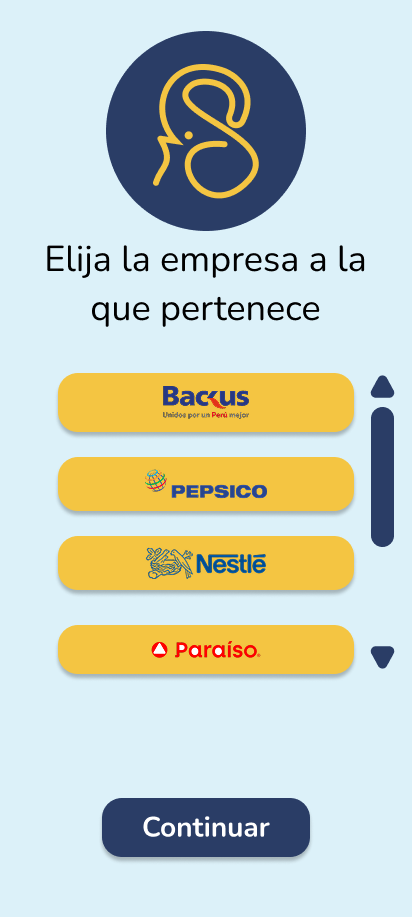 Elija la empresa a la
que pertenece
Backus
Unidos por un Perú mejor
PEPSICO
Nestlé
Paraíso
Continuar